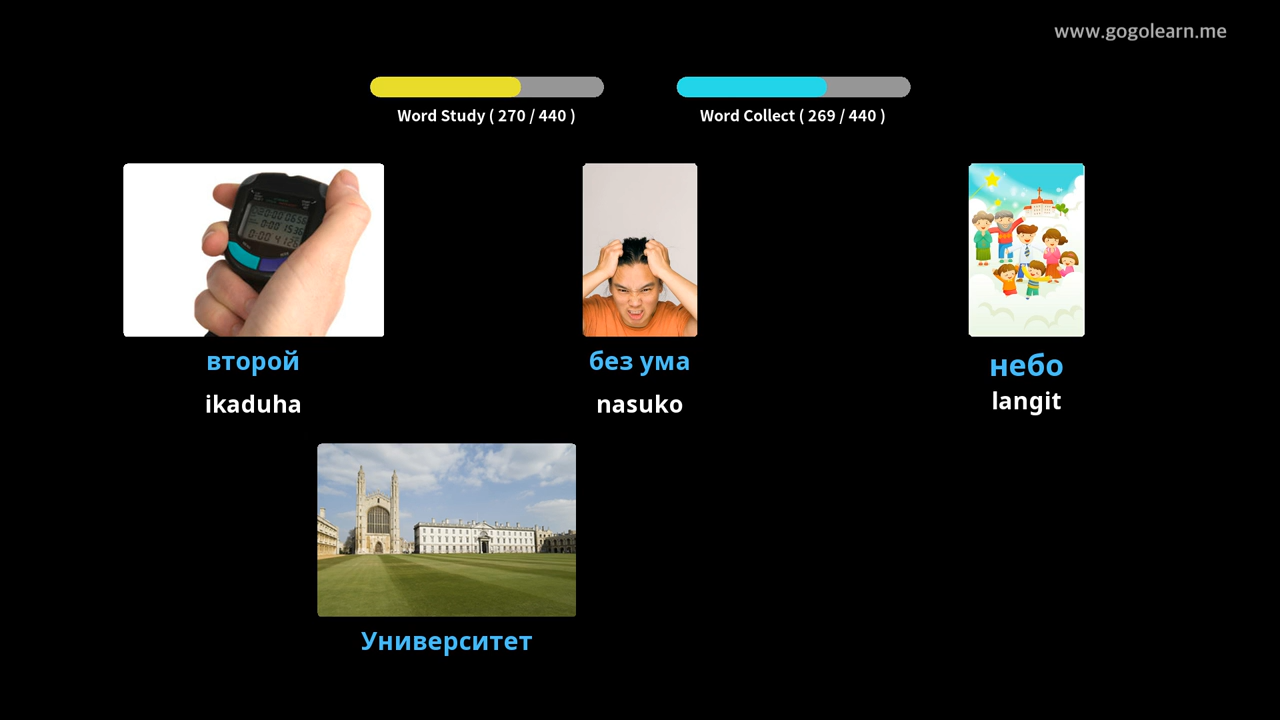 www.gogolearn.me
Word Study ( 270 / 440 )
Word Collect ( 269 / 440 )
второй
ikaduha
без ума
nasuko
небо
langit
Университет